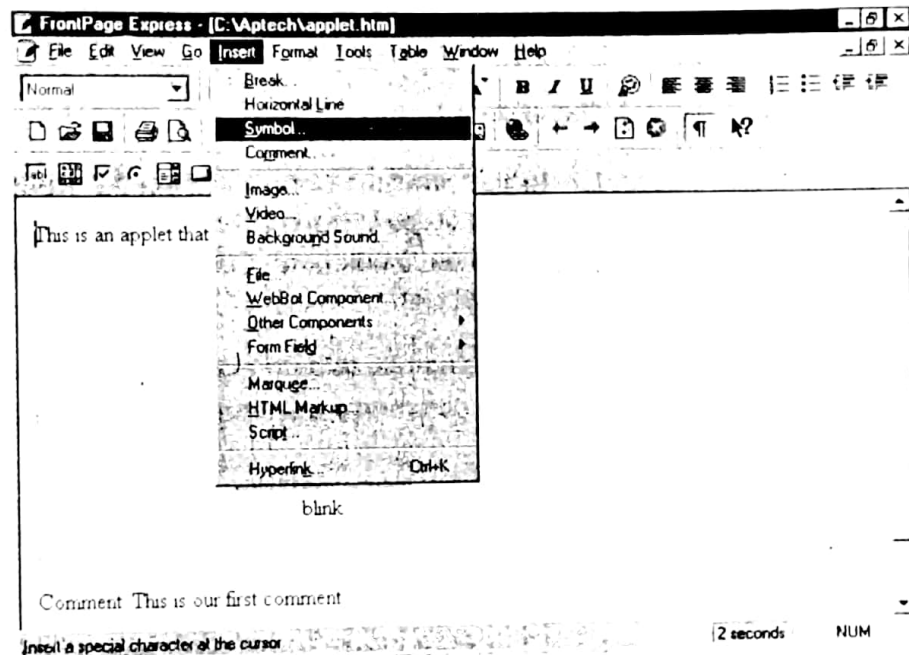 FrontPage Express - [C:\Aptech\applet.htm]
File Edit View Go Insert Format Tools Table Window Help
Normal
Break...
Horizontal Line
Symbol...
Comment...
Image...
Video...
Background Sound...
File...
WebBot Component...
Other Components
Form Field
Marquee...
HTML Markup...
Script...
Hyperlink... Ctrl+K
B I U
abl
This is an applet that
blink
Comment This is our first comment
Insert a special character at the cursor
2 seconds NUM